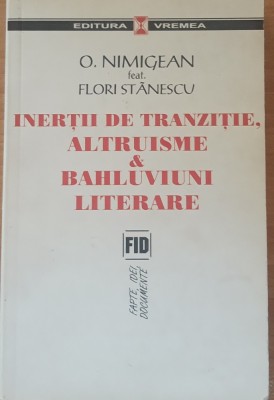 EDITURA VREMEA
O. NIMIGEAN
feat.
FLORI STĂNESCU
INERȚII DE TRANZIȚIE,
ALTRUISME
&
BAHLUVIUNI
LITERARE
FID
FAPTE, IDEI,
DOCUMENTE